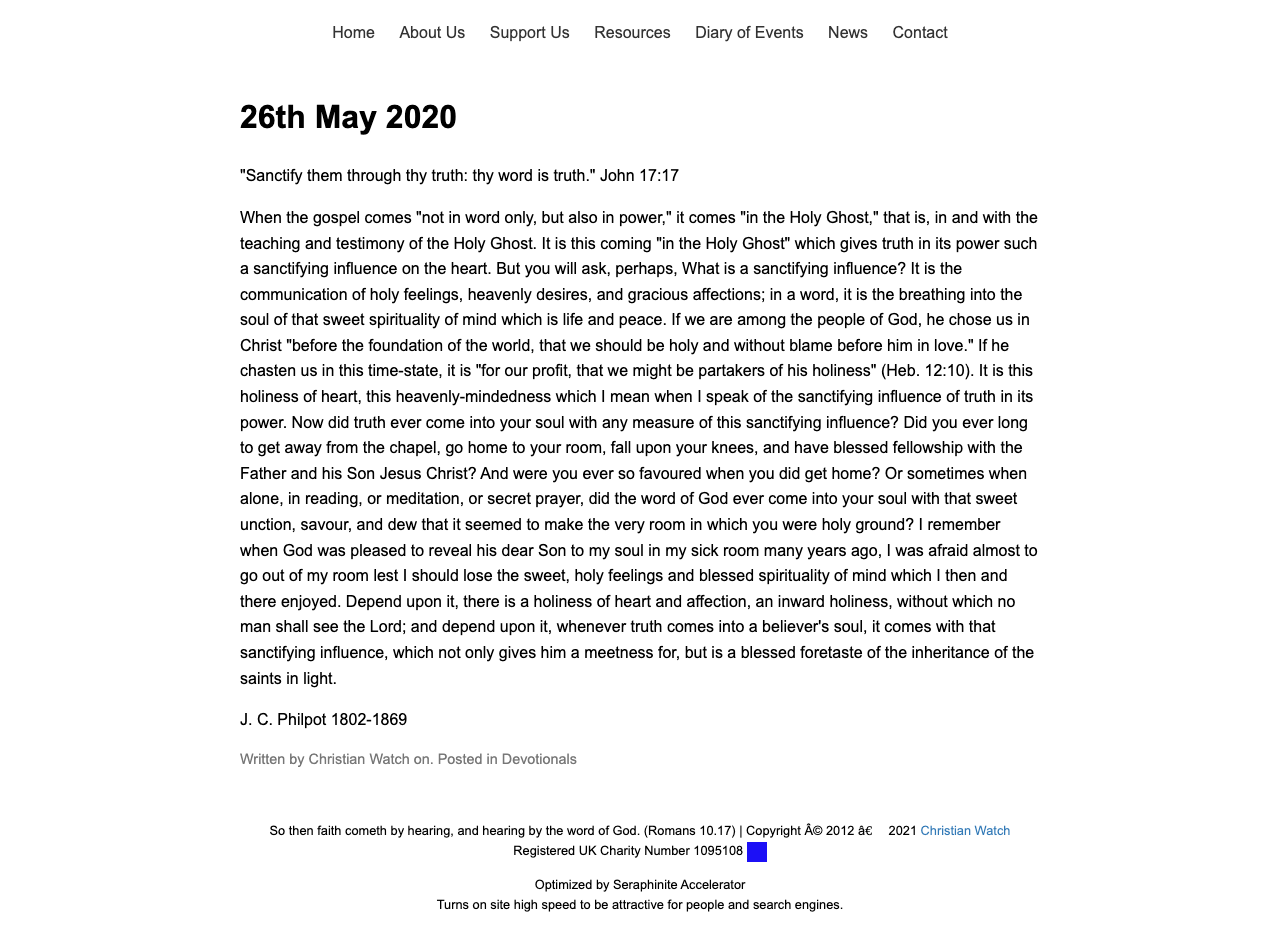 Home About Us Support Us Resources Diary of Events News Contact
26th May 2020
"Sanctify them through thy truth: thy word is truth." John 17:17
When the gospel comes "not in word only, but also in power," it comes "in the Holy Ghost," that is, in and with the
teaching and testimony of the Holy Ghost. It is this coming "in the Holy Ghost" which gives truth in its power such
a sanctifying influence on the heart. But you will ask, perhaps, What is a sanctifying influence? It is the
communication of holy feelings, heavenly desires, and gracious affections; in a word, it is the breathing into the
soul of that sweet spirituality of mind which is life and peace. If we are among the people of God, he chose us in
Christ "before the foundation of the world, that we should be holy and without blame before him in love." If he
chasten us in this time-state, it is "for our profit, that we might be partakers of his holiness" (Heb. 12:10). It is this
holiness of heart, this heavenly-mindedness which I mean when I speak of the sanctifying influence of truth in its
power. Now did truth ever come into your soul with any measure of this sanctifying influence? Did you ever long
to get away from the chapel, go home to your room, fall upon your knees, and have blessed fellowship with the
Father and his Son Jesus Christ? And were you ever so favoured when you did get home? Or sometimes when
alone, in reading, or meditation, or secret prayer, did the word of God ever come into your soul with that sweet
unction, savour, and dew that it seemed to make the very room in which you were holy ground? I remember
when God was pleased to reveal his dear Son to my soul in my sick room many years ago, I was afraid almost to
go out of my room lest I should lose the sweet, holy feelings and blessed spirituality of mind which I then and
there enjoyed. Depend upon it, there is a holiness of heart and affection, an inward holiness, without which no
man shall see the Lord; and depend upon it, whenever truth comes into a believer's soul, it comes with that
sanctifying influence, which not only gives him a meetness for, but is a blessed foretaste of the inheritance of the
saints in light.
J. C. Philpot 1802-1869
Written by Christian Watch on. Posted in Devotionals
So then faith cometh by hearing, and hearing by the word of God. (Romans 10.17) | Copyright Â© 2012 â€ 2021 Christian Watch
Registered UK Charity Number 1095108
Optimized by Seraphinite Accelerator
Turns on site high speed to be attractive for people and search engines.